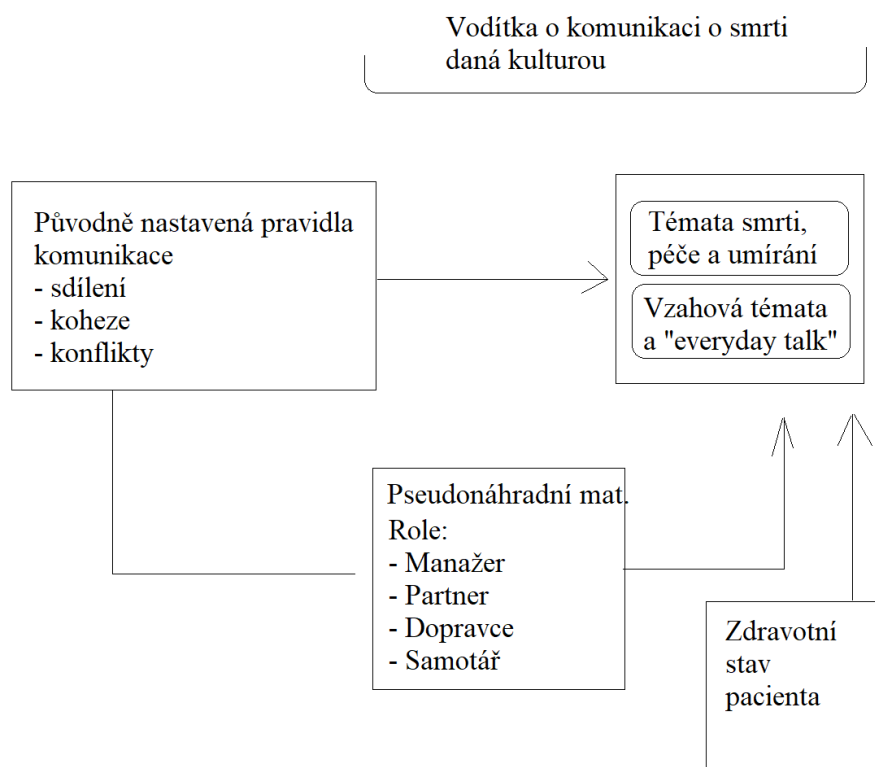 Vodítka o komunikaci o smrti
daná kulturou
Původně nastavená pravidla
komunikace
- sdílení
- koheze
- konflikty
Témata smrti,
péče a umírání
Vzahová témata
a "everyday talk"
Pseudonáhradní mat.
Role:
- Manažer
- Partner
- Dopravce
- Samotář
Zdravotní
stav
pacienta